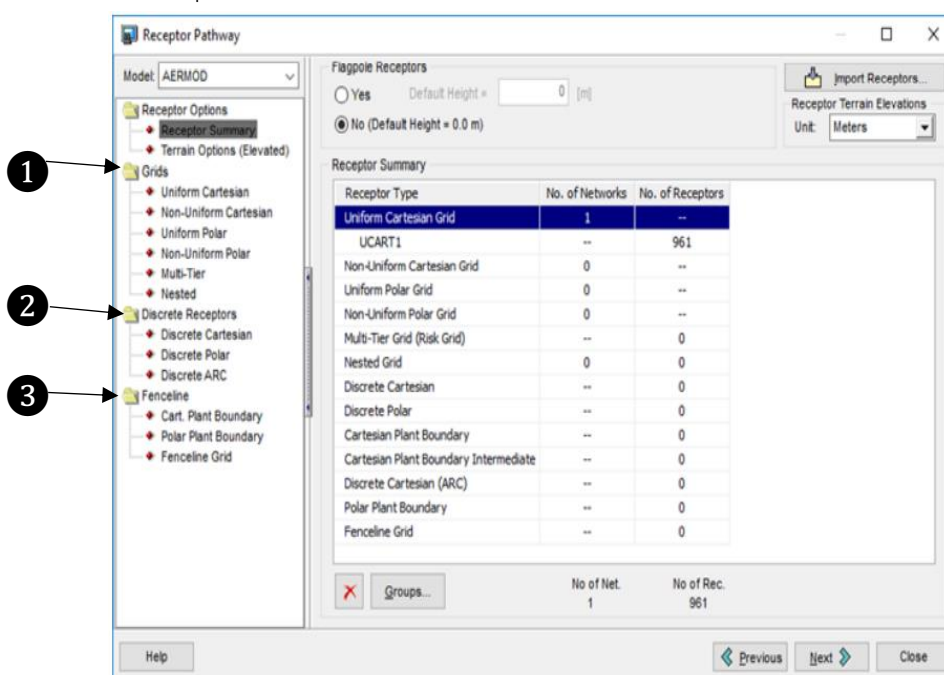 Receptor Pathway
Model: AERMOD
Receptor Options
Receptor Summary
Terrain Options (Elevated)
1
Grids
Uniform Cartesian
Non-Uniform Cartesian
Uniform Polar
Non-Uniform Polar
Multi-Tier
Nested
2
Discrete Receptors
Discrete Cartesian
Discrete Polar
Discrete ARC
3
Fenceline
Cart. Plant Boundary
Polar Plant Boundary
Fenceline Grid
Flagpole Receptors
Yes Default Height = 0 [m]
No (Default Height = 0.0 m)
Import Receptors...
Receptor Terrain Elevations
Unit: Meters
Receptor Summary
Receptor Type No. of Networks No. of Receptors
Uniform Cartesian Grid 1 --
UCART1 -- 961
Non-Uniform Cartesian Grid 0 --
Uniform Polar Grid 0 --
Non-Uniform Polar Grid 0 --
Multi-Tier Grid (Risk Grid) -- 0
Nested Grid 0 0
Discrete Cartesian -- 0
Discrete Polar -- 0
Cartesian Plant Boundary -- 0
Cartesian Plant Boundary Intermediate -- 0
Discrete Cartesian (ARC) -- 0
Polar Plant Boundary -- 0
Fenceline Grid -- 0
Groups... No of Net. No of Rec.
1 961
Help Previous Next Close